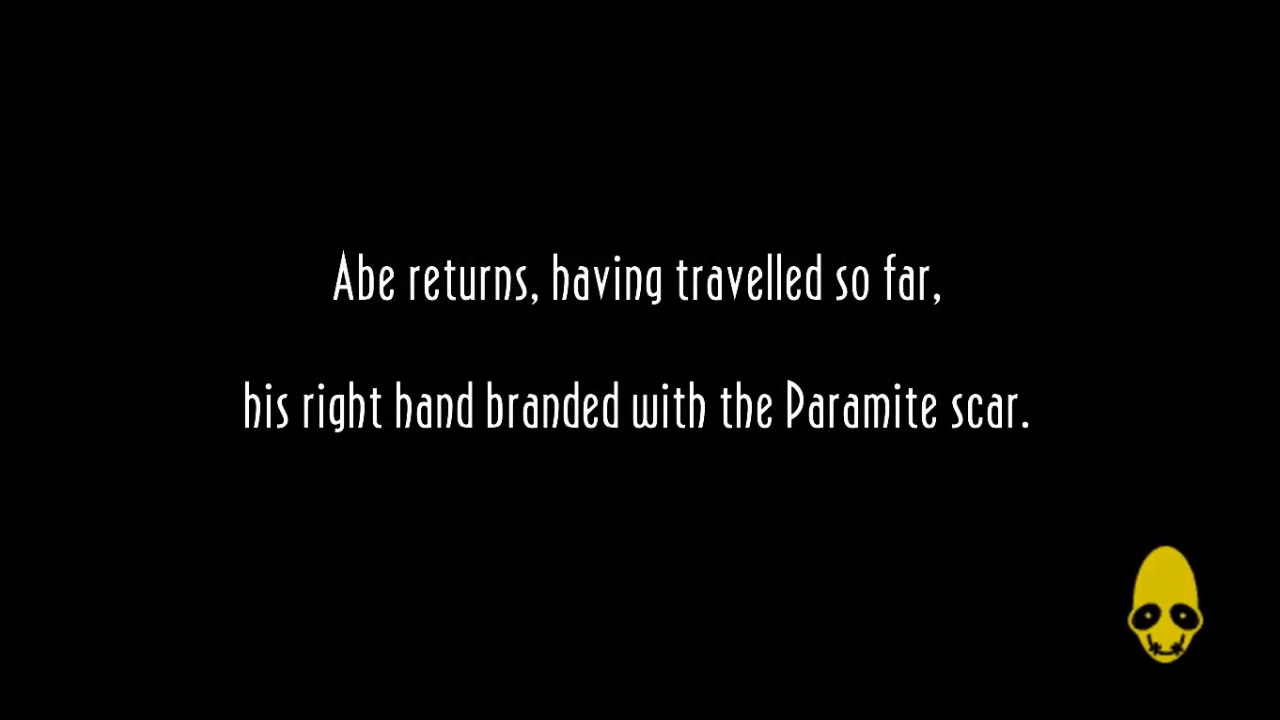 Abe returns, having travelled so far,
his right hand branded with the Paramite scar.